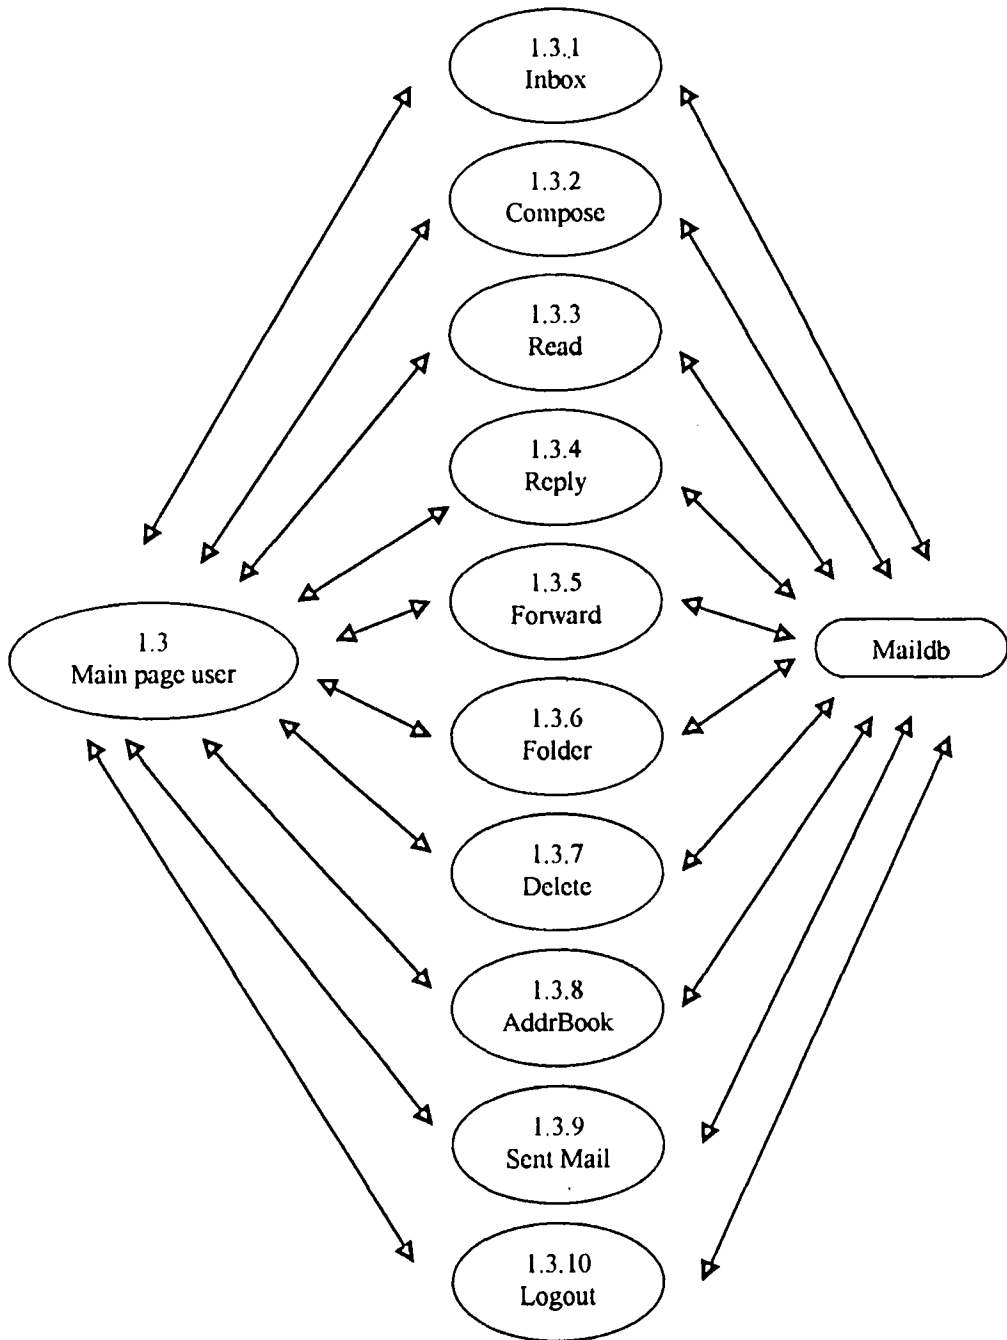 1.3.1
Inbox
1.3.2
Compose
1.3.3
Read
1.3.4
Reply
1.3.5
Forward
1.3
Main page user
Maildb
1.3.6
Folder
1.3.7
Delete
1.3.8
AddrBook
1.3.9
Sent Mail
1.3.10
Logout